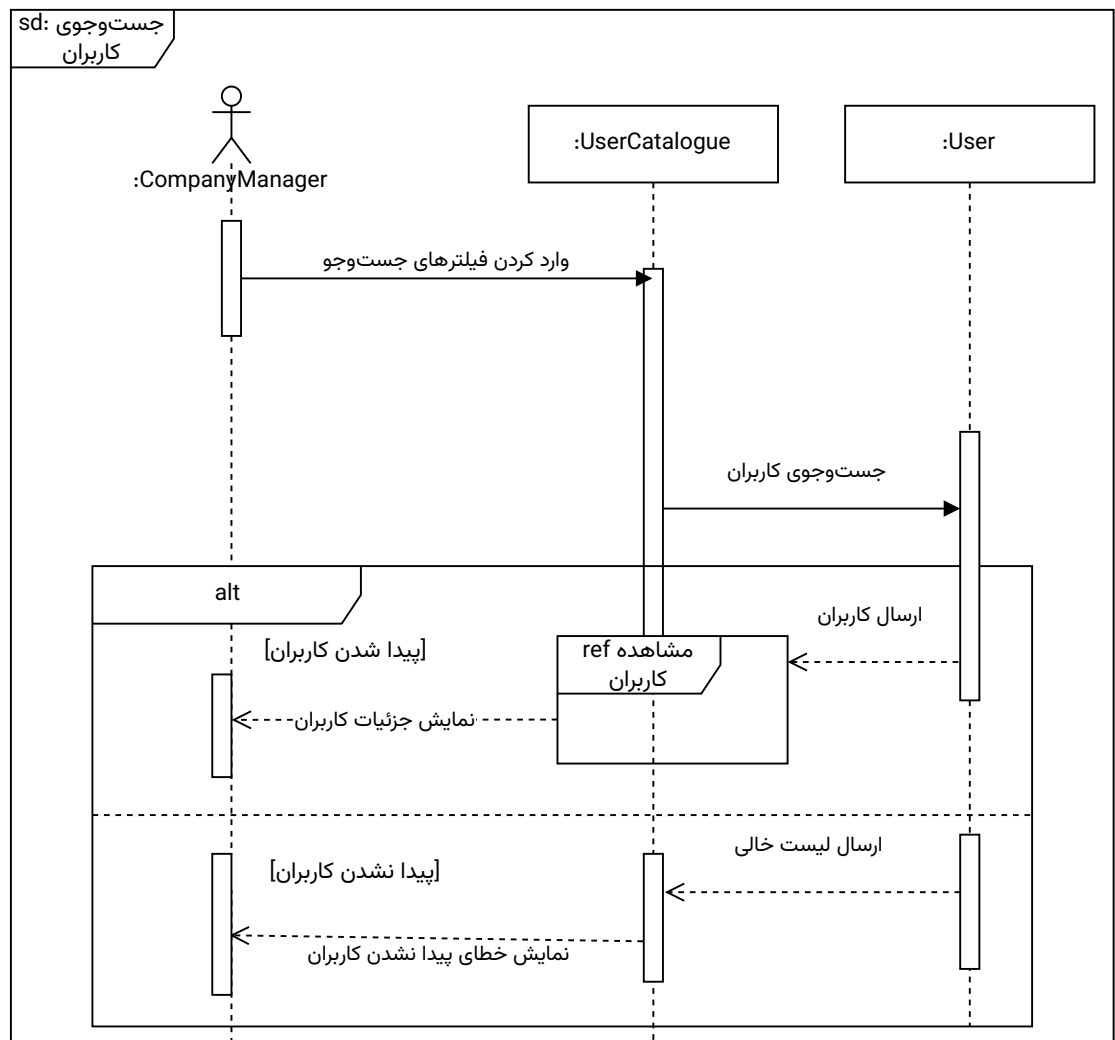 sd: جست‌وجوی
کاربران
:CompanyManager
:UserCatalogue
:User
وارد کردن فیلترهای جست‌وجو
جست‌وجوی کاربران
alt
ارسال کاربران
[پیدا شدن کاربران]
ref مشاهده
کاربران
نمایش جزئیات کاربران
ارسال لیست خالی
[پیدا نشدن کاربران]
نمایش خطای پیدا نشدن کاربران